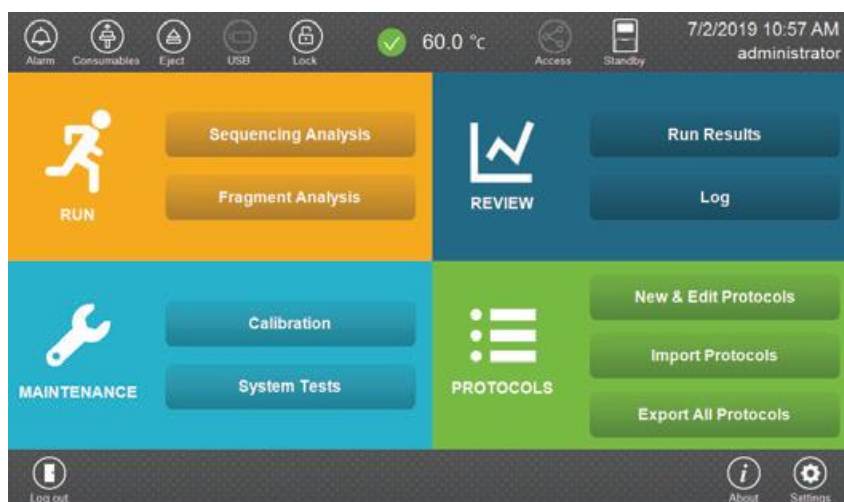 Alarm Consumables Eject USB Lock 60.0 °c Access Standby 7/2/2019 10:57 AM
administrator
RUN
Sequencing Analysis
Fragment Analysis
REVIEW
Run Results
Log
MAINTENANCE
Calibration
System Tests
PROTOCOLS
New & Edit Protocols
Import Protocols
Export All Protocols
Log out About Settings